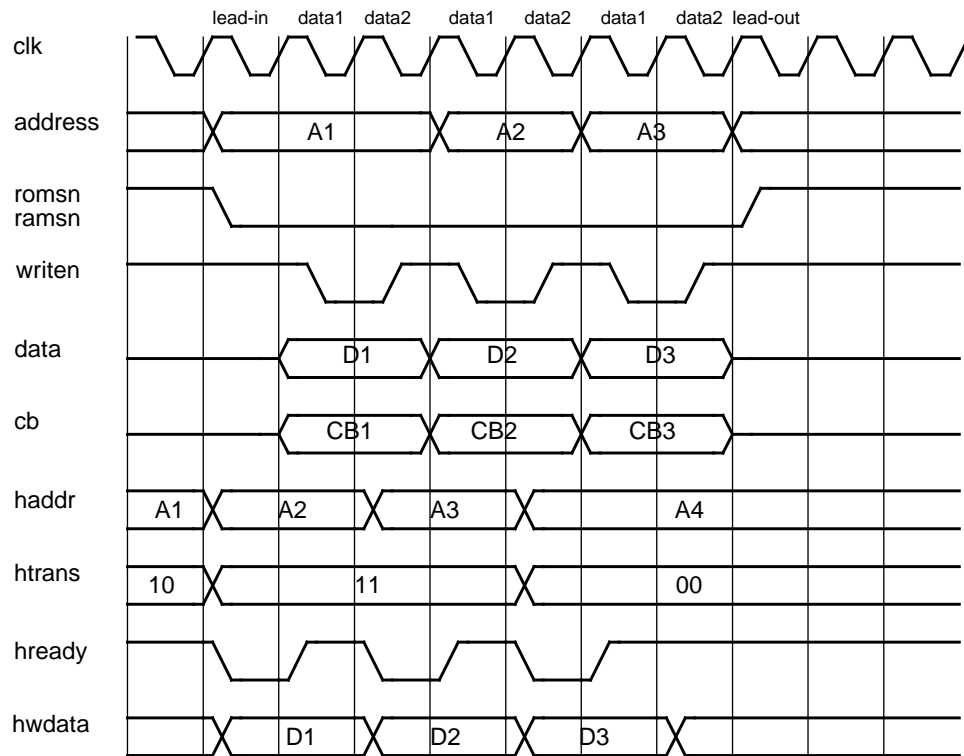 lead-in data1 data2 data1 data2 data1 data2 lead-out
clk
address A1 A2 A3
romsn
ramsn
writen
data D1 D2 D3
cb CB1 CB2 CB3
haddr A1 A2 A3 A4
htrans 10 11 00
hready
hwdata D1 D2 D3